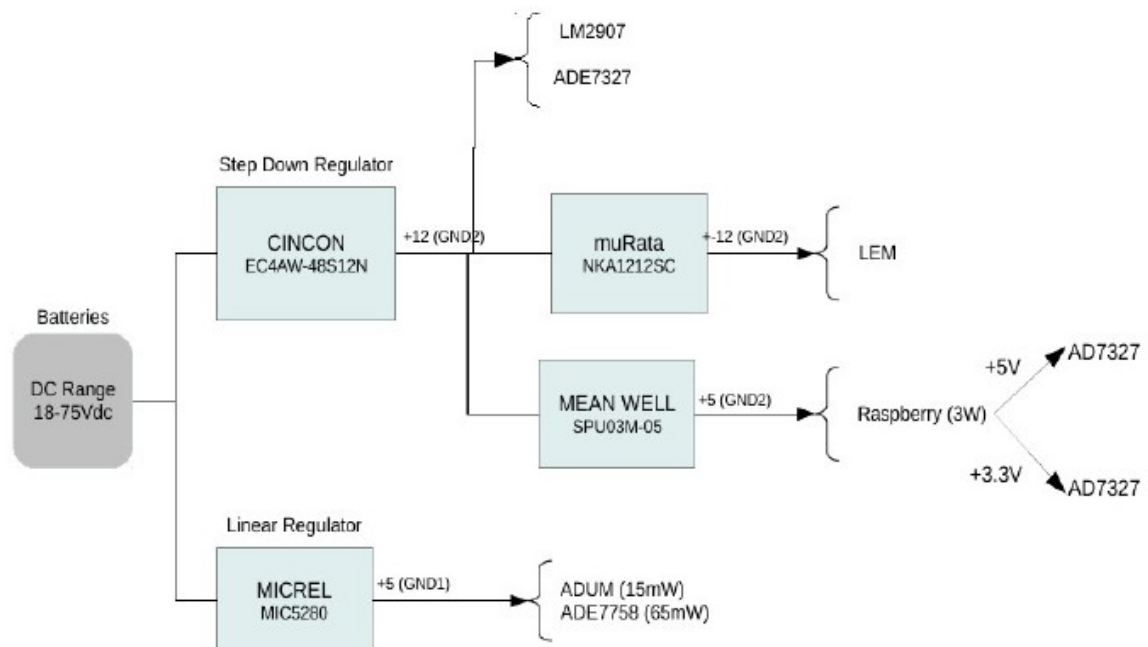 LM2907
ADE7327
Step Down Regulator
CINCON
EC4AW-48S12N
+12 (GND2)
muRata
NKA1212SC
+-12 (GND2)
LEM
Batteries
DC Range
18-75Vdc
MEAN WELL
SPU03M-05
+5 (GND2)
Raspberry (3W)
+5V
AD7327
+3.3V
AD7327
Linear Regulator
MICREL
MIC5280
+5 (GND1)
ADUM (15mW)
ADE7758 (65mW)